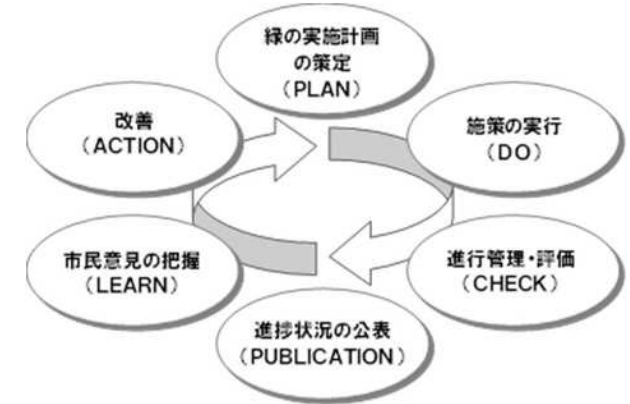 緑の実施計画
の策定
(PLAN)
施策の実行
(DO)
進行管理・評価
(CHECK)
進捗状況の公表
(PUBLICATION)
市民意見の把握
(LEARN)
改善
(ACTION)